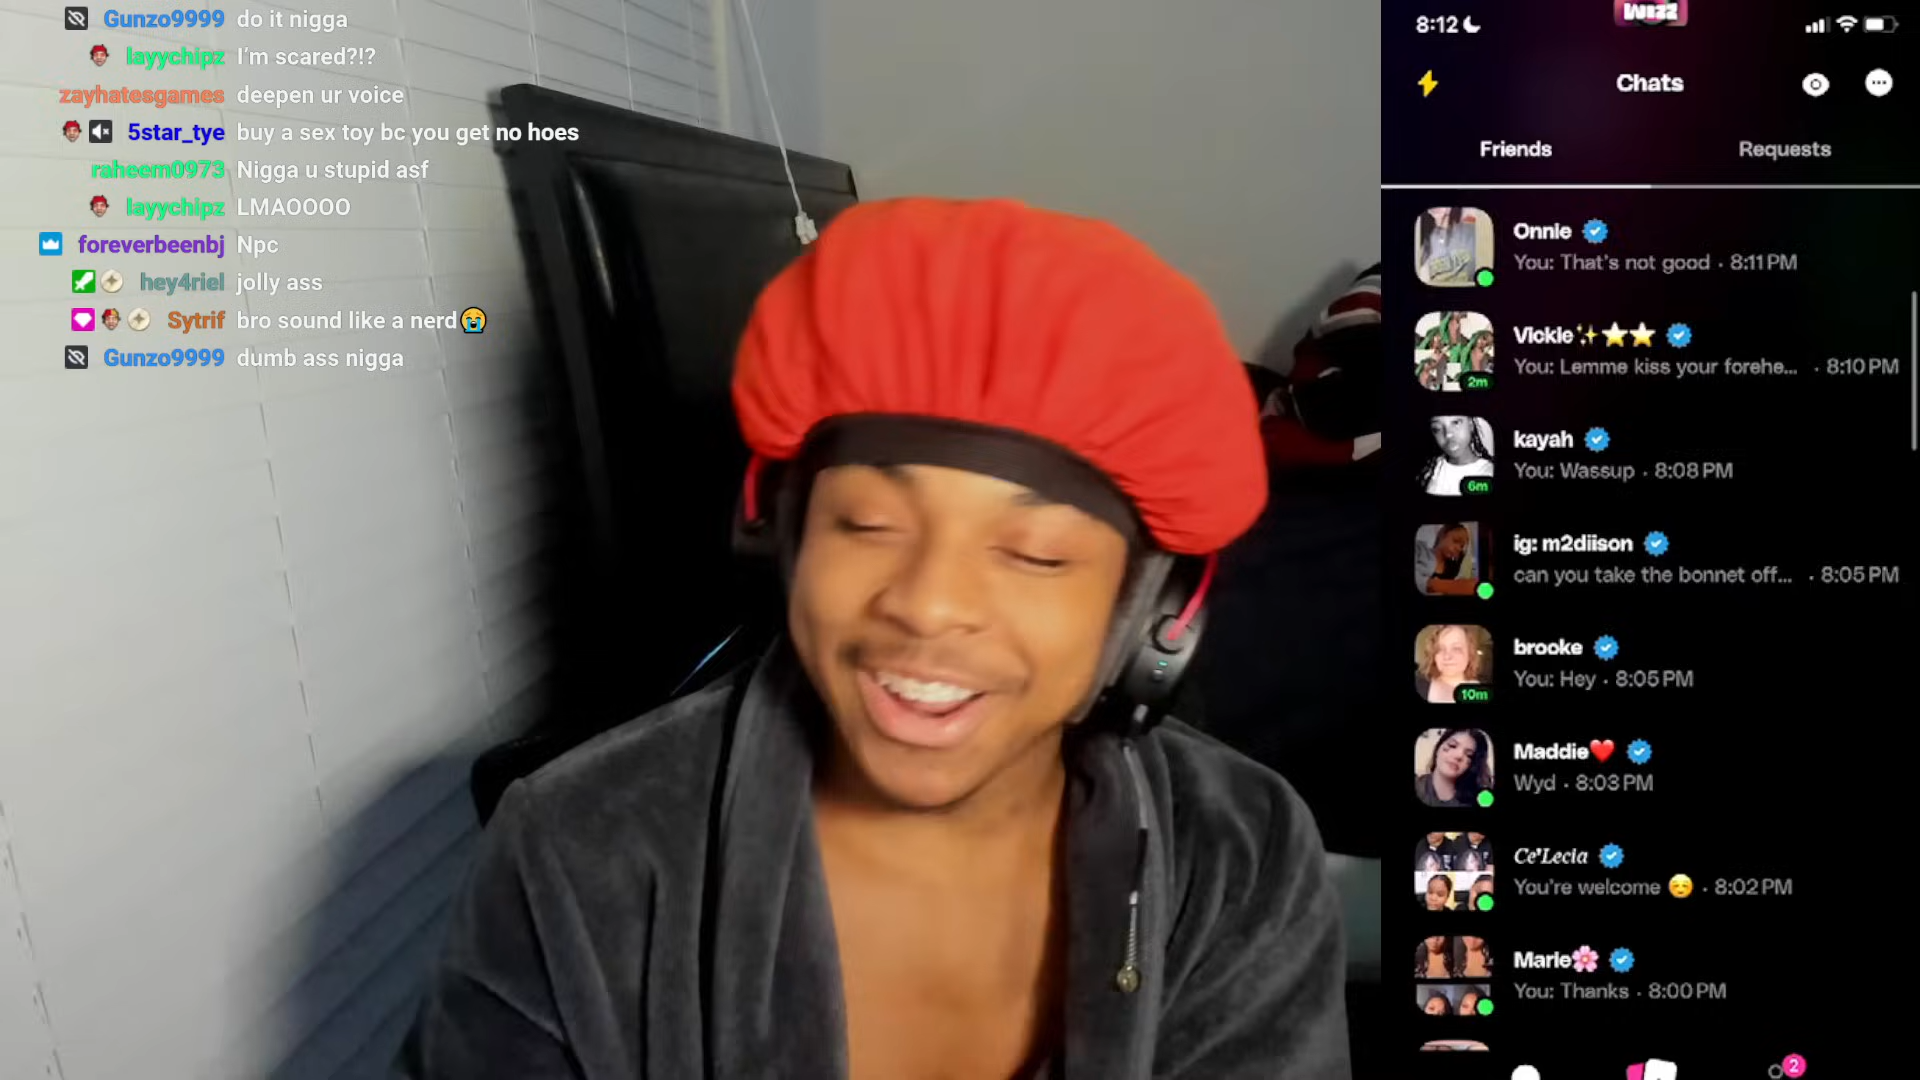 Gunzo9999 do it nigga
layychipz I'm scared?!?
zayhatesgames deepen ur voice
5star_tye buy a sex toy bc you get no hoes
raheem0973 Nigga u stupid asf
layychipz LMAOOOO
foreverbeenbj Npc
hey4riel jolly ass
Sytrif bro sound like a nerd😭
Gunzo9999 dumb ass nigga
8:12
WIZZ
Chats
Friends
Requests
Onnie
You: That's not good · 8:11 PM
Vickie✨⭐⭐
You: Lemme kiss your forehe... · 8:10 PM
2m
kayah
You: Wassup · 8:08 PM
6m
ig: m2diison
can you take the bonnet off... · 8:05 PM
brooke
You: Hey · 8:05 PM
10m
Maddie❤️
Wyd · 8:03 PM
Ce'Lecia
You're welcome ☺️ · 8:02 PM
Marie🌸
You: Thanks · 8:00 PM
2